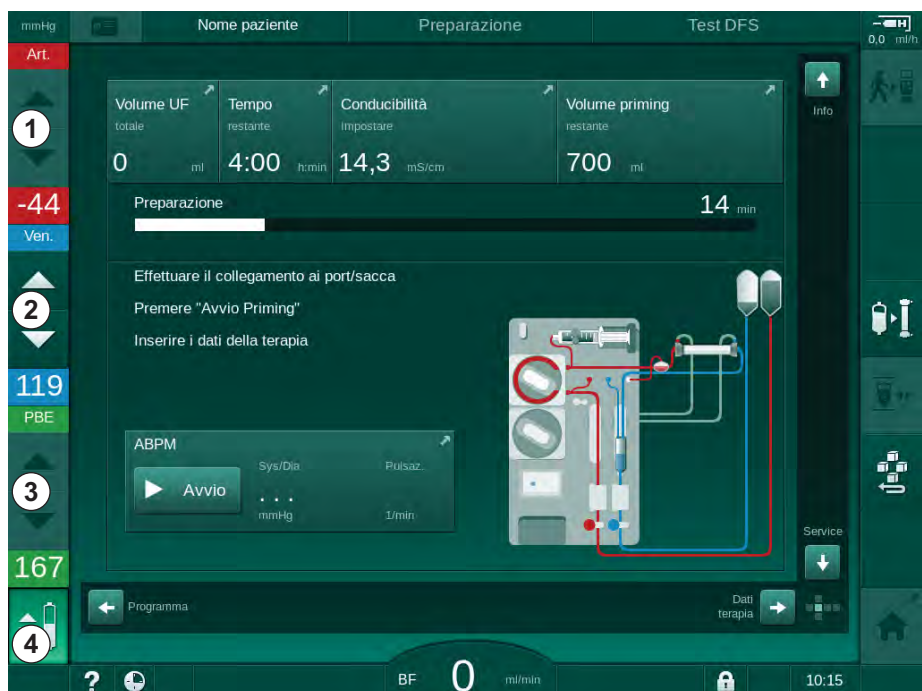 mmHg
Nome paziente
Preparazione
Test DFS
0,0 ml/h
Art.
1
-44
Ven.
2
119
PBE
3
167
4
Volume UF
totale
0 ml
Tempo
restante
4:00 h:min
Conducibilità
Impostare
14,3 mS/cm
Volume priming
restante
700 ml
Info
Preparazione
14 min
Effettuare il collegamento ai port/sacca
Premere "Avvio Priming"
Inserire i dati della terapia
ABPM
Avvio
Sys/Dia
. . .
mmHg
Pulsaz.
1/min
Service
Programma
Dati
terapia
?
BF 0 ml/min
10:15